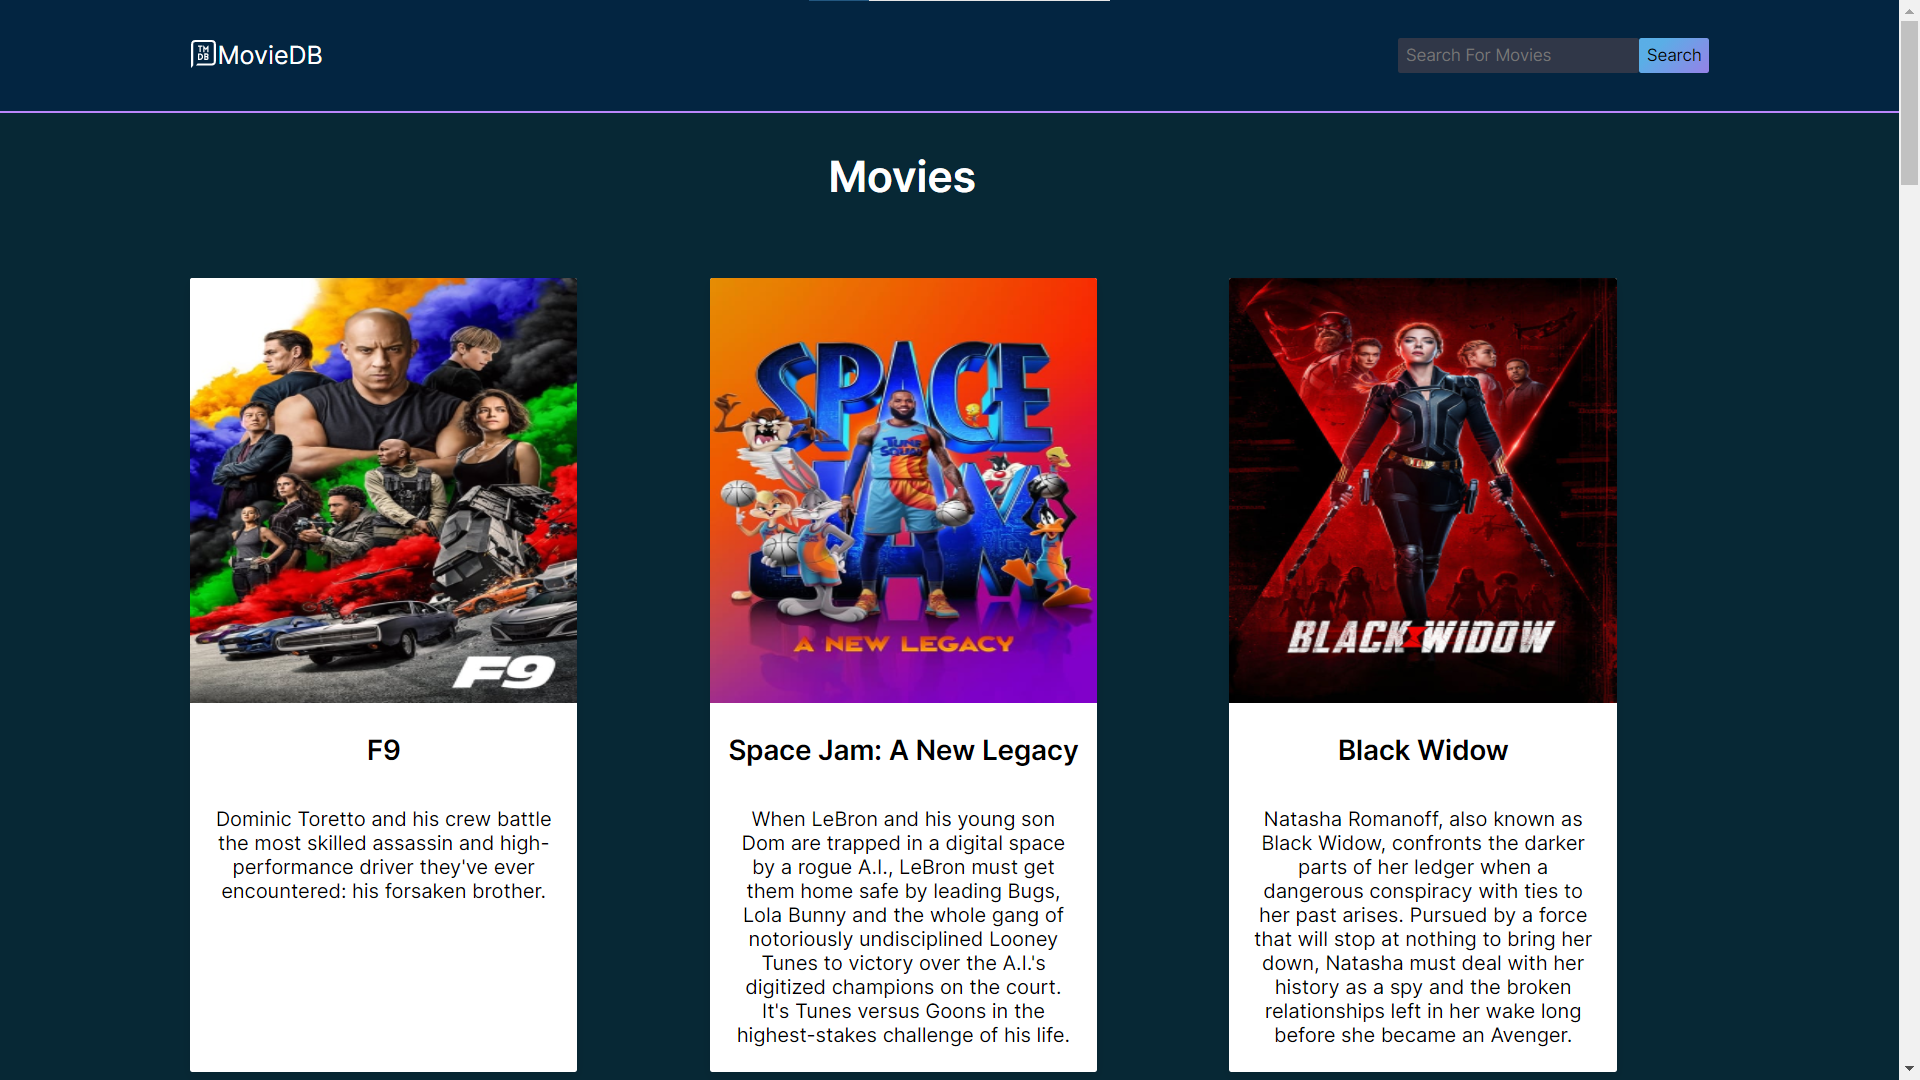 TM
DB
MovieDB
Search For Movies
Search
Movies
F9
SPACE
JAM
TUNE
SQUAD
A NEW LEGACY
BLACK WIDOW
F9
Dominic Toretto and his crew battle
the most skilled assassin and high-
performance driver they've ever
encountered: his forsaken brother.
Space Jam: A New Legacy
When LeBron and his young son
Dom are trapped in a digital space
by a rogue A.I., LeBron must get
them home safe by leading Bugs,
Lola Bunny and the whole gang of
notoriously undisciplined Looney
Tunes to victory over the A.I.'s
digitized champions on the court.
It's Tunes versus Goons in the
highest-stakes challenge of his life.
Black Widow
Natasha Romanoff, also known as
Black Widow, confronts the darker
parts of her ledger when a
dangerous conspiracy with ties to
her past arises. Pursued by a force
that will stop at nothing to bring her
down, Natasha must deal with her
history as a spy and the broken
relationships left in her wake long
before she became an Avenger.